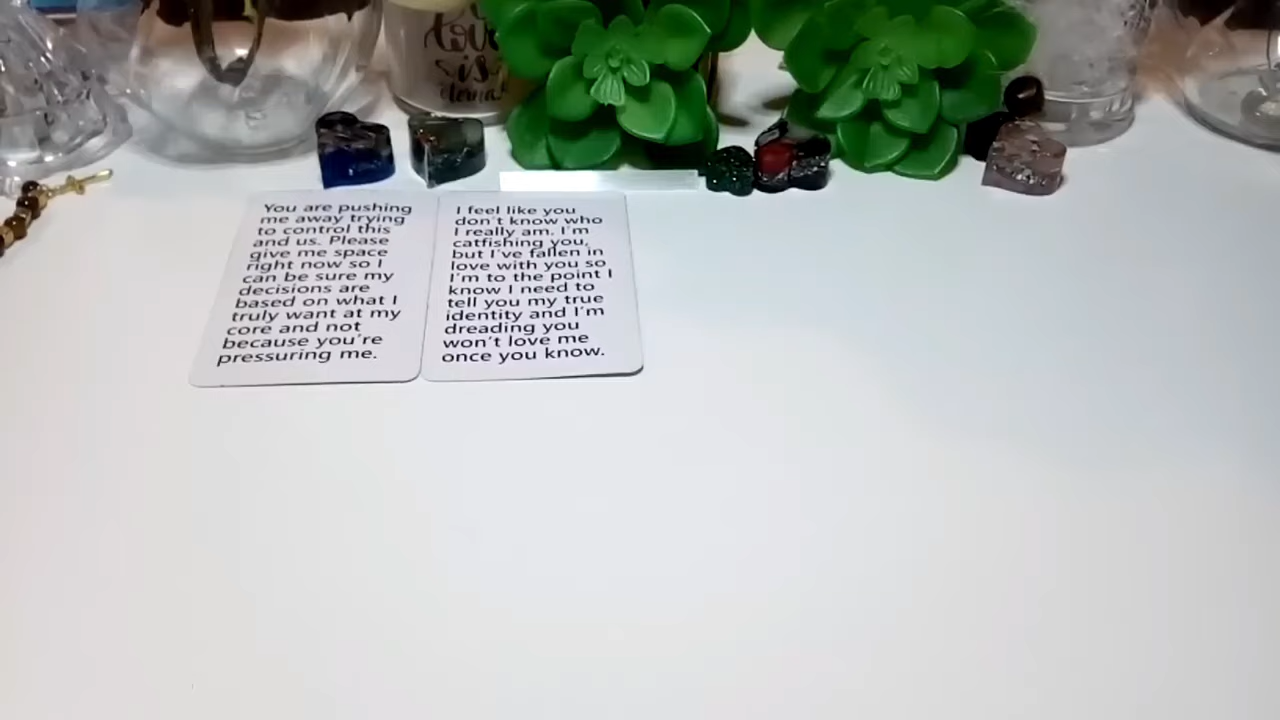 Love
is
eternal
You are pushing
me away trying
to control this
and us. Please
give me space
right now so I
can be sure my
decisions are
based on what I
truly want at my
core and not
because you're
pressuring me.
I feel like you
don't know who
I really am. I'm
catfishing you,
but I've fallen in
love with you so
I'm to the point I
know I need to
tell you my true
identity and I'm
dreading you
won't love me
once you know.